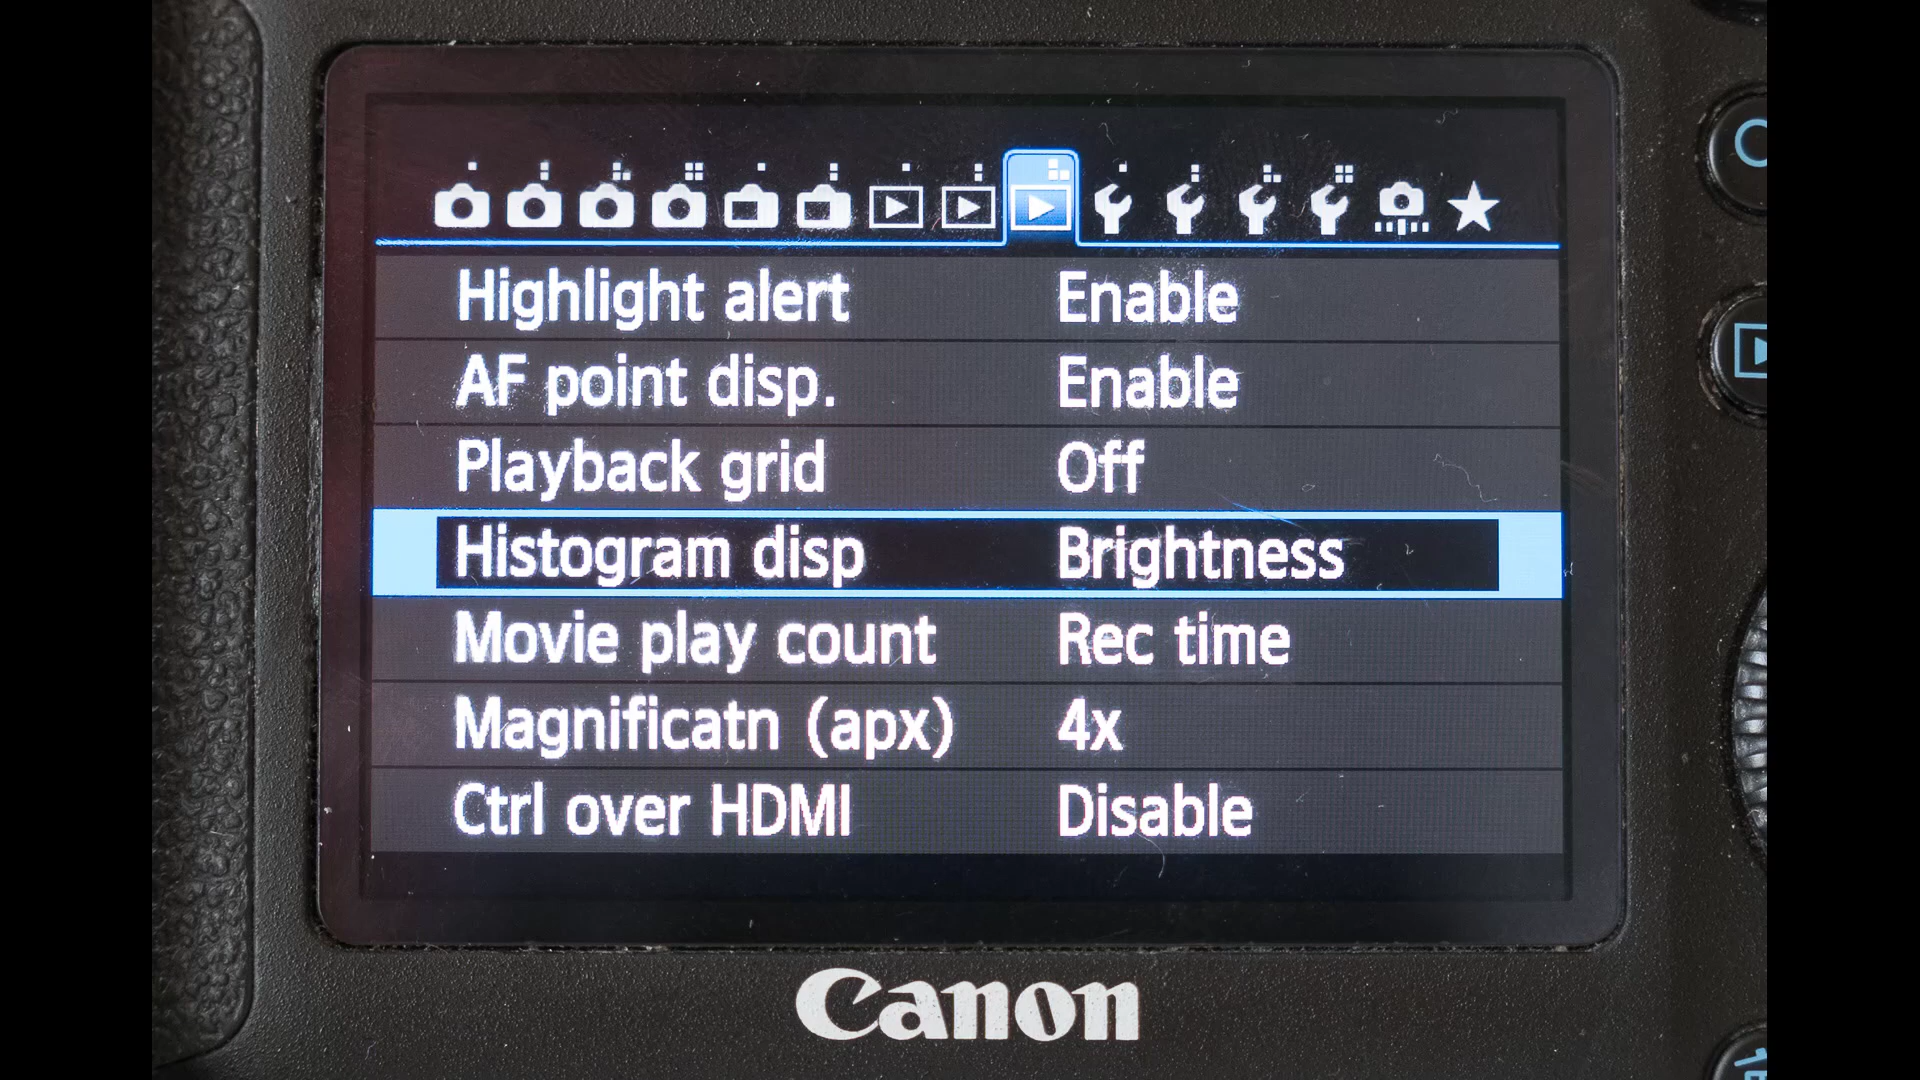 Highlight alert Enable
AF point disp. Enable
Playback grid Off
Histogram disp Brightness
Movie play count Rec time
Magnificatn (apx) 4x
Ctrl over HDMI Disable
Canon